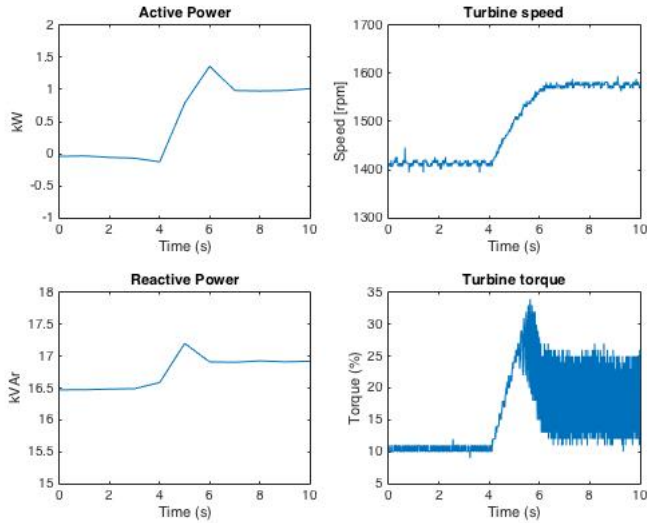 Active Power
2
1.5
1
0.5
0
-0.5
-1
kW
0 2 4 6 8 10
Time (s)
Turbine speed
1700
1600
1500
1400
1300
Speed [rpm]
0 2 4 6 8 10
Time (s)
Reactive Power
18
17.5
17
16.5
16
15.5
15
kVAr
0 2 4 6 8 10
Time (s)
Turbine torque
35
30
25
20
15
10
5
Torque (%)
0 2 4 6 8 10
Time (s)